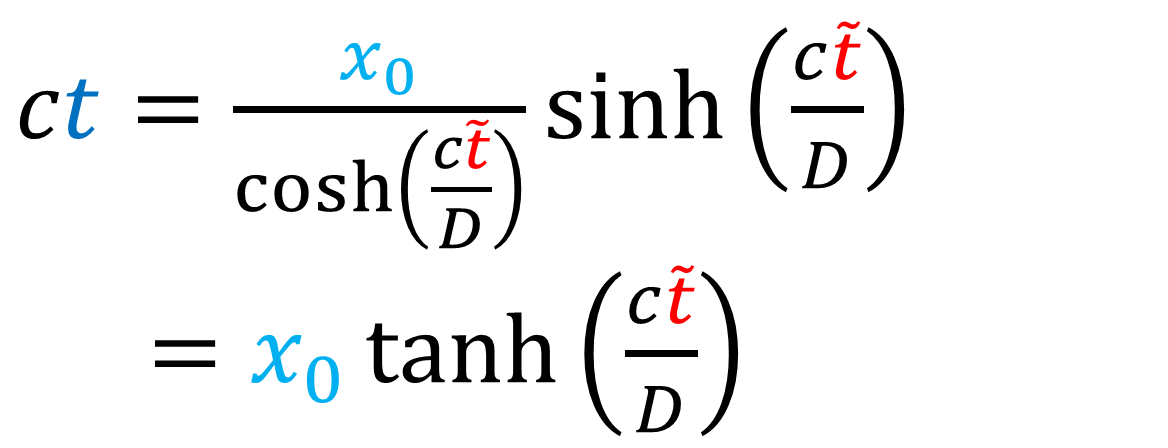 ct = x₀/cosh(ct̃/D) sinh(ct̃/D)
= x₀ tanh(ct̃/D)